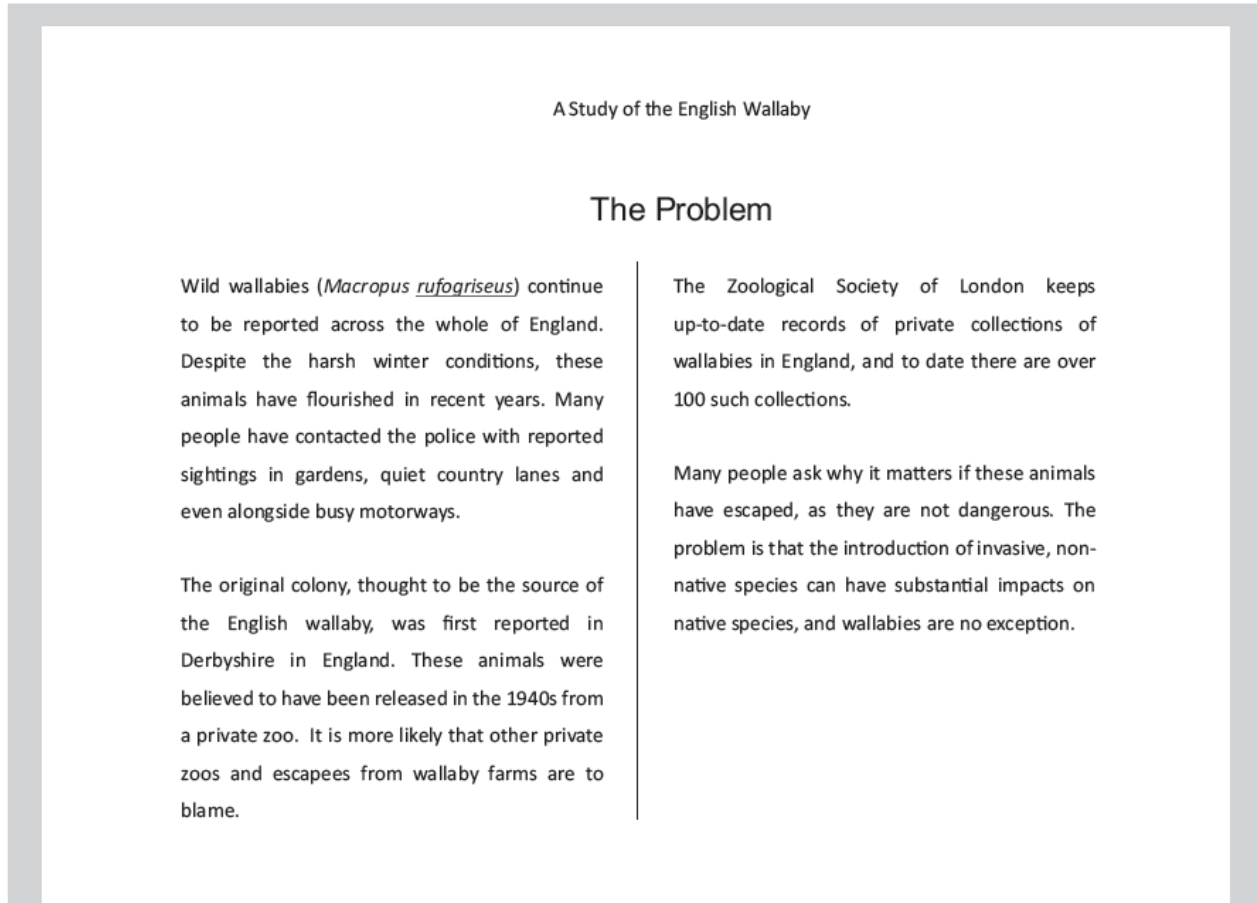 A Study of the English Wallaby
The Problem
Wild wallabies (Macropus rufogriseus) continue
to be reported across the whole of England.
Despite the harsh winter conditions, these
animals have flourished in recent years. Many
people have contacted the police with reported
sightings in gardens, quiet country lanes and
even alongside busy motorways.
The original colony, thought to be the source of
the English wallaby, was first reported in
Derbyshire in England. These animals were
believed to have been released in the 1940s from
a private zoo.  It is more likely that other private
zoos and escapees from wallaby farms are to
blame.
The Zoological Society of London keeps
up-to-date records of private collections of
wallabies in England, and to date there are over
100 such collections.
Many people ask why it matters if these animals
have escaped, as they are not dangerous. The
problem is that the introduction of invasive, non-
native species can have substantial impacts on
native species, and wallabies are no exception.